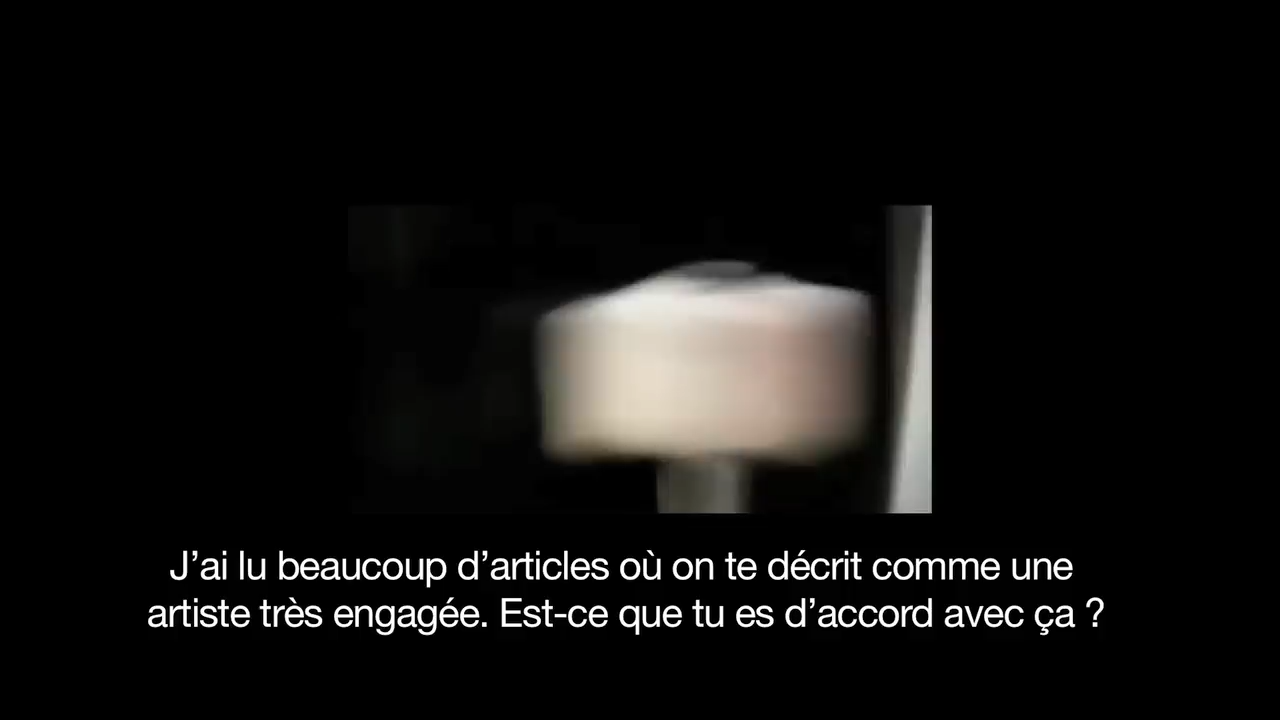 J’ai lu beaucoup d’articles où on te décrit comme une
artiste très engagée. Est-ce que tu es d’accord avec ça ?